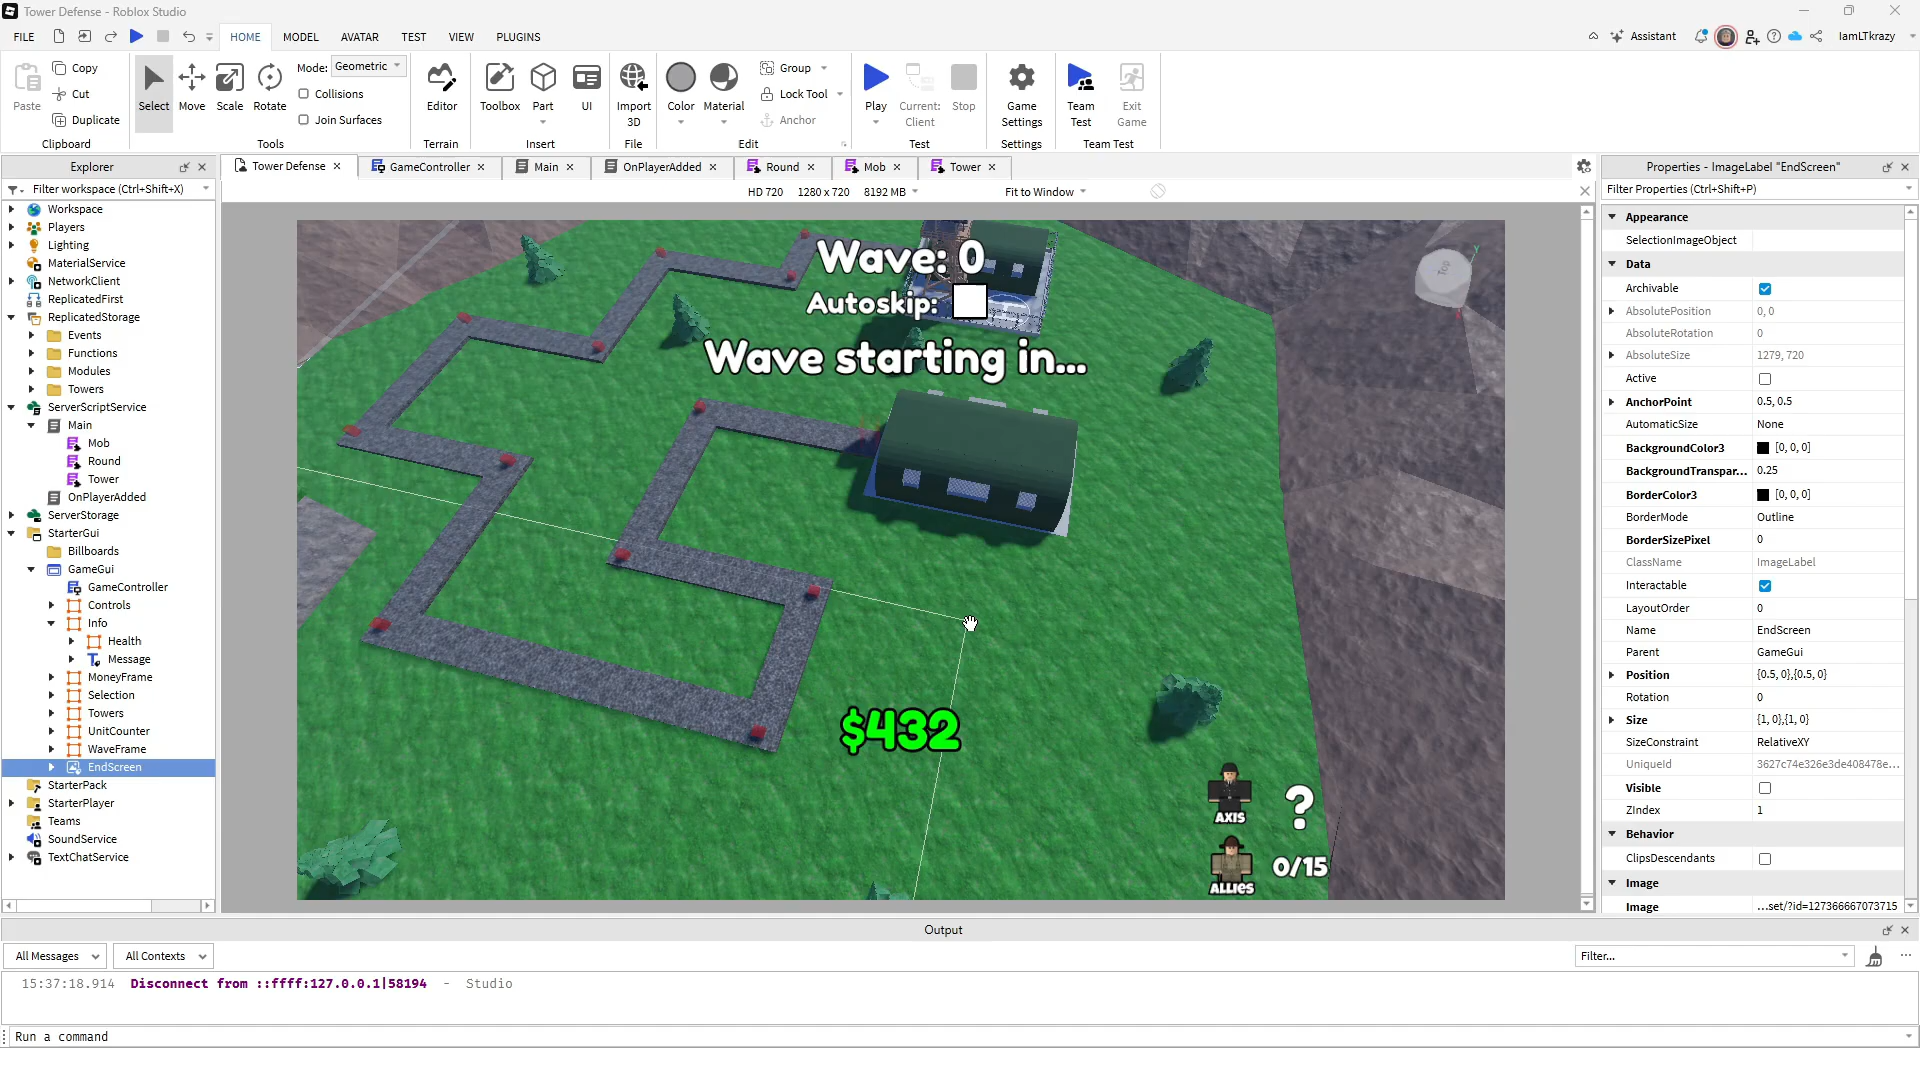 Tower Defense - Roblox Studio
FILE HOME MODEL AVATAR TEST VIEW PLUGINS Assistant IamLTkrazy
Paste Copy Cut Duplicate Clipboard
Select Move Scale Rotate Mode: Geometric Collisions Join Surfaces Tools
Editor Terrain
Toolbox Part UI Insert
Import 3D File
Color Material Group Lock Tool Anchor Edit
Play Current: Client Stop Test
Game Settings Settings
Team Test Exit Game Team Test
Explorer
Filter workspace (Ctrl+Shift+X)
Workspace
Players
Lighting
MaterialService
NetworkClient
ReplicatedFirst
ReplicatedStorage
Events
Functions
Modules
Towers
ServerScriptService
Main
Mob
Round
Tower
OnPlayerAdded
ServerStorage
StarterGui
Billboards
GameGui
GameController
Controls
Info
Health
Message
MoneyFrame
Selection
Towers
UnitCounter
WaveFrame
EndScreen
StarterPack
StarterPlayer
Teams
SoundService
TextChatService
Tower Defense GameController Main OnPlayerAdded Round Mob Tower
HD 720 1280 x 720 8192 MB Fit to Window
Wave: 0
Autoskip:
Wave starting in...
Top
y
$432
AXIS ?
ALLIES 0/15
Properties - ImageLabel "EndScreen"
Filter Properties (Ctrl+Shift+P)
Appearance
SelectionImageObject
Data
Archivable
AbsolutePosition 0, 0
AbsoluteRotation 0
AbsoluteSize 1279, 720
Active
AnchorPoint 0.5, 0.5
AutomaticSize None
BackgroundColor3 [0, 0, 0]
BackgroundTranspar... 0.25
BorderColor3 [0, 0, 0]
BorderMode Outline
BorderSizePixel 0
ClassName ImageLabel
Interactable
LayoutOrder 0
Name EndScreen
Parent GameGui
Position {0.5, 0},{0.5, 0}
Rotation 0
Size {1, 0},{1, 0}
SizeConstraint RelativeXY
UniqueId 3627c74e326e3de408478e...
Visible
ZIndex 1
Behavior
ClipsDescendants
Image
Image ...set/?id=127366667073715
Output
All Messages All Contexts Filter...
15:37:18.914 Disconnect from ::ffff:127.0.0.1|58194 - Studio
Run a command